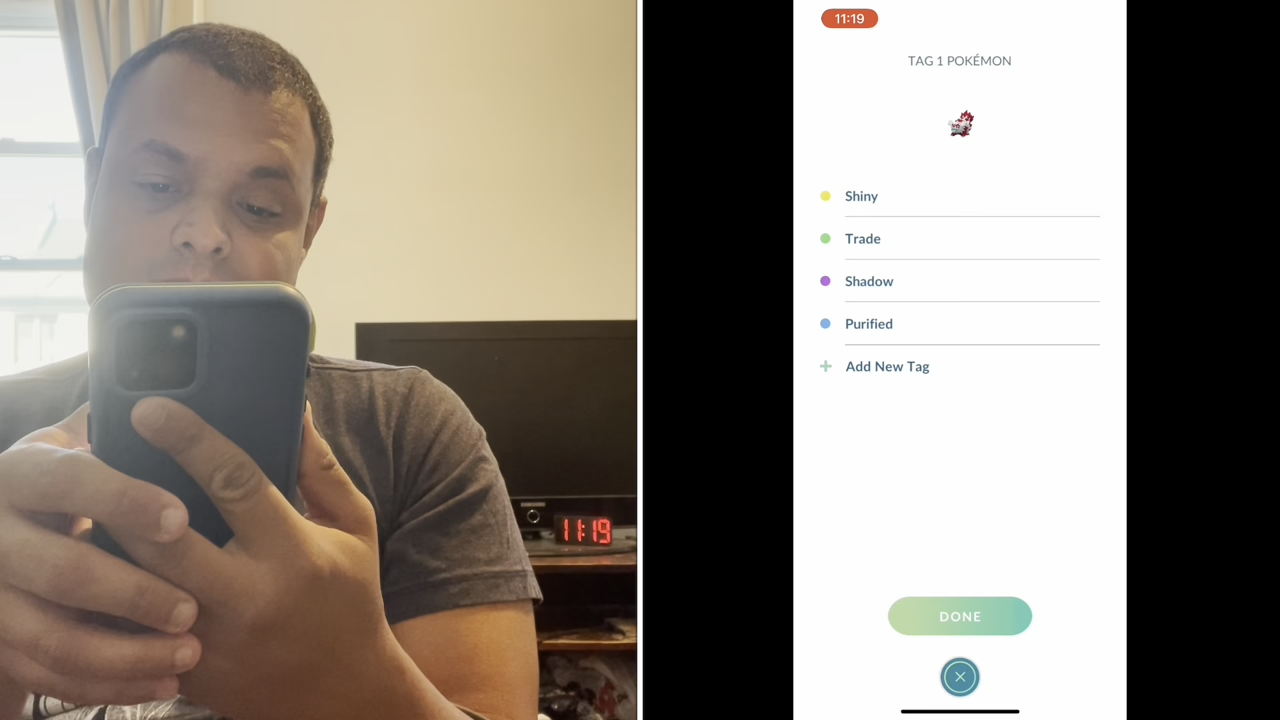 11:19
11:19
TAG 1 POKÉMON
Shiny
Trade
Shadow
Purified
Add New Tag
DONE